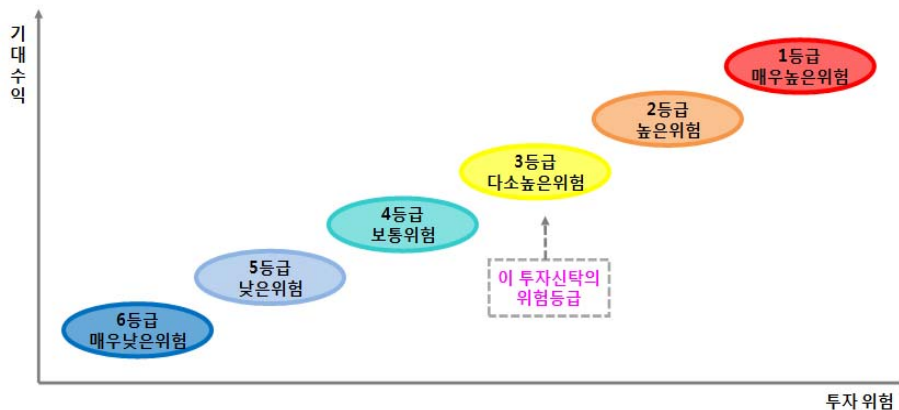 기대수익
1등급
매우높은위험
2등급
높은위험
3등급
다소높은위험
4등급
보통위험
이 투자신탁의
위험등급
5등급
낮은위험
6등급
매우낮은위험
투자 위험